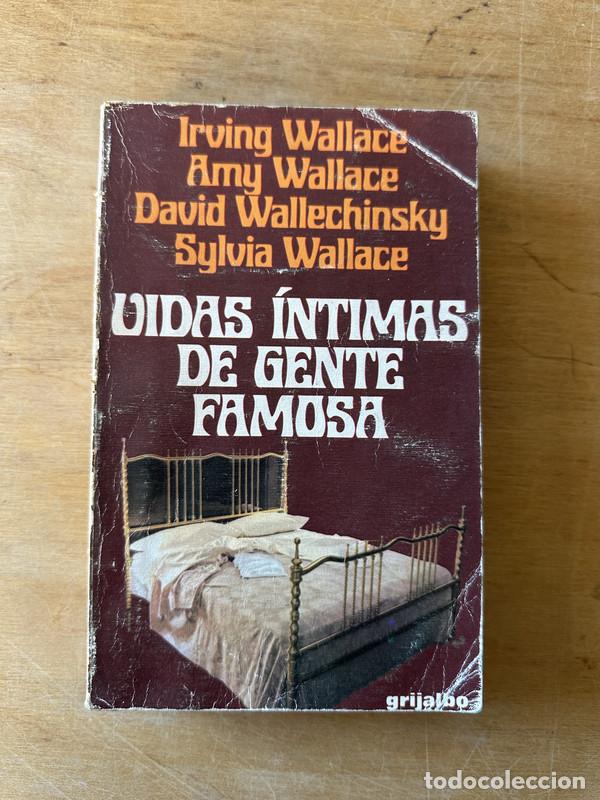 Irving Wallace
Amy Wallace
David Wallechinsky
Sylvia Wallace
VIDAS ÍNTIMAS
DE GENTE
FAMOSA
grijalbo
todocoleccion